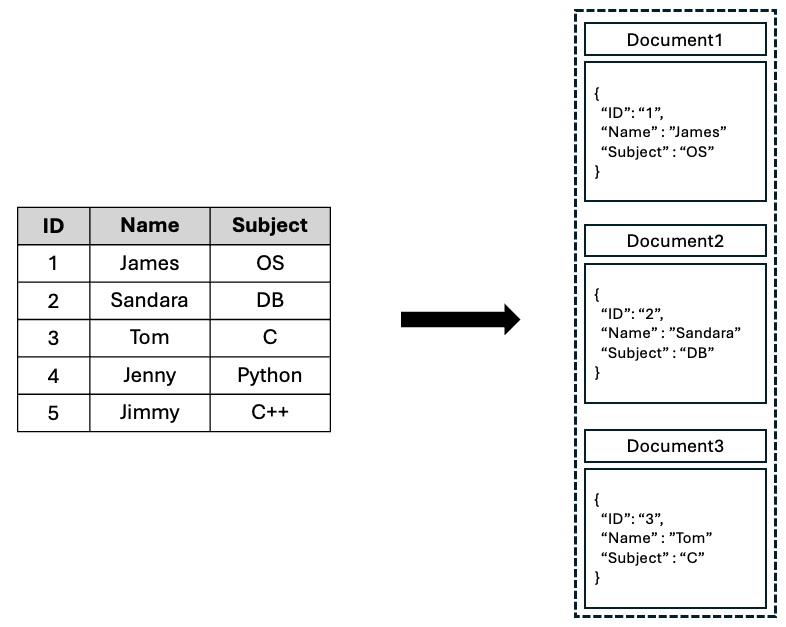 ID Name Subject
1 James OS
2 Sandara DB
3 Tom C
4 Jenny Python
5 Jimmy C++
Document1
{
“ID”: “1”,
“Name” : ”James”
“Subject” : “OS”
}
Document2
{
“ID”: “2”,
“Name” : ”Sandara”
“Subject” : “DB”
}
Document3
{
“ID”: “3”,
“Name” : ”Tom”
“Subject” : “C”
}